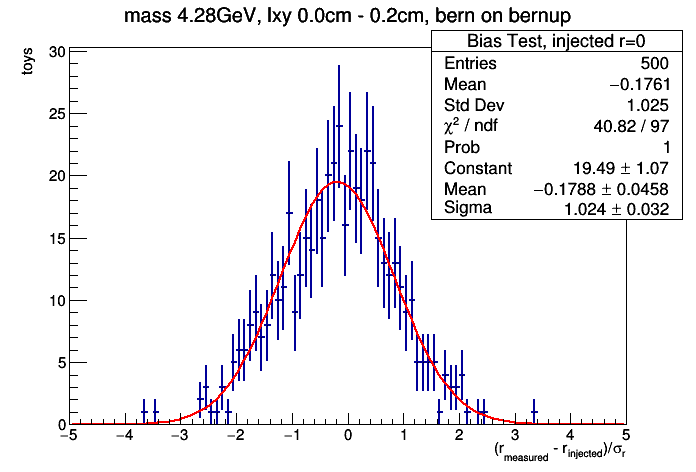 mass 4.28GeV, lxy 0.0cm - 0.2cm, bern on bernup
Bias Test, injected r=0
Entries 500
Mean −0.1761
Std Dev 1.025
χ² / ndf 40.82 / 97
Prob 1
Constant 19.49 ± 1.07
Mean −0.1788 ± 0.0458
Sigma 1.024 ± 0.032
toys
30
25
20
15
10
5
0
−5 −4 −3 −2 −1 0 1 2 3 4 5
(r_measured - r_injected)/σ_r